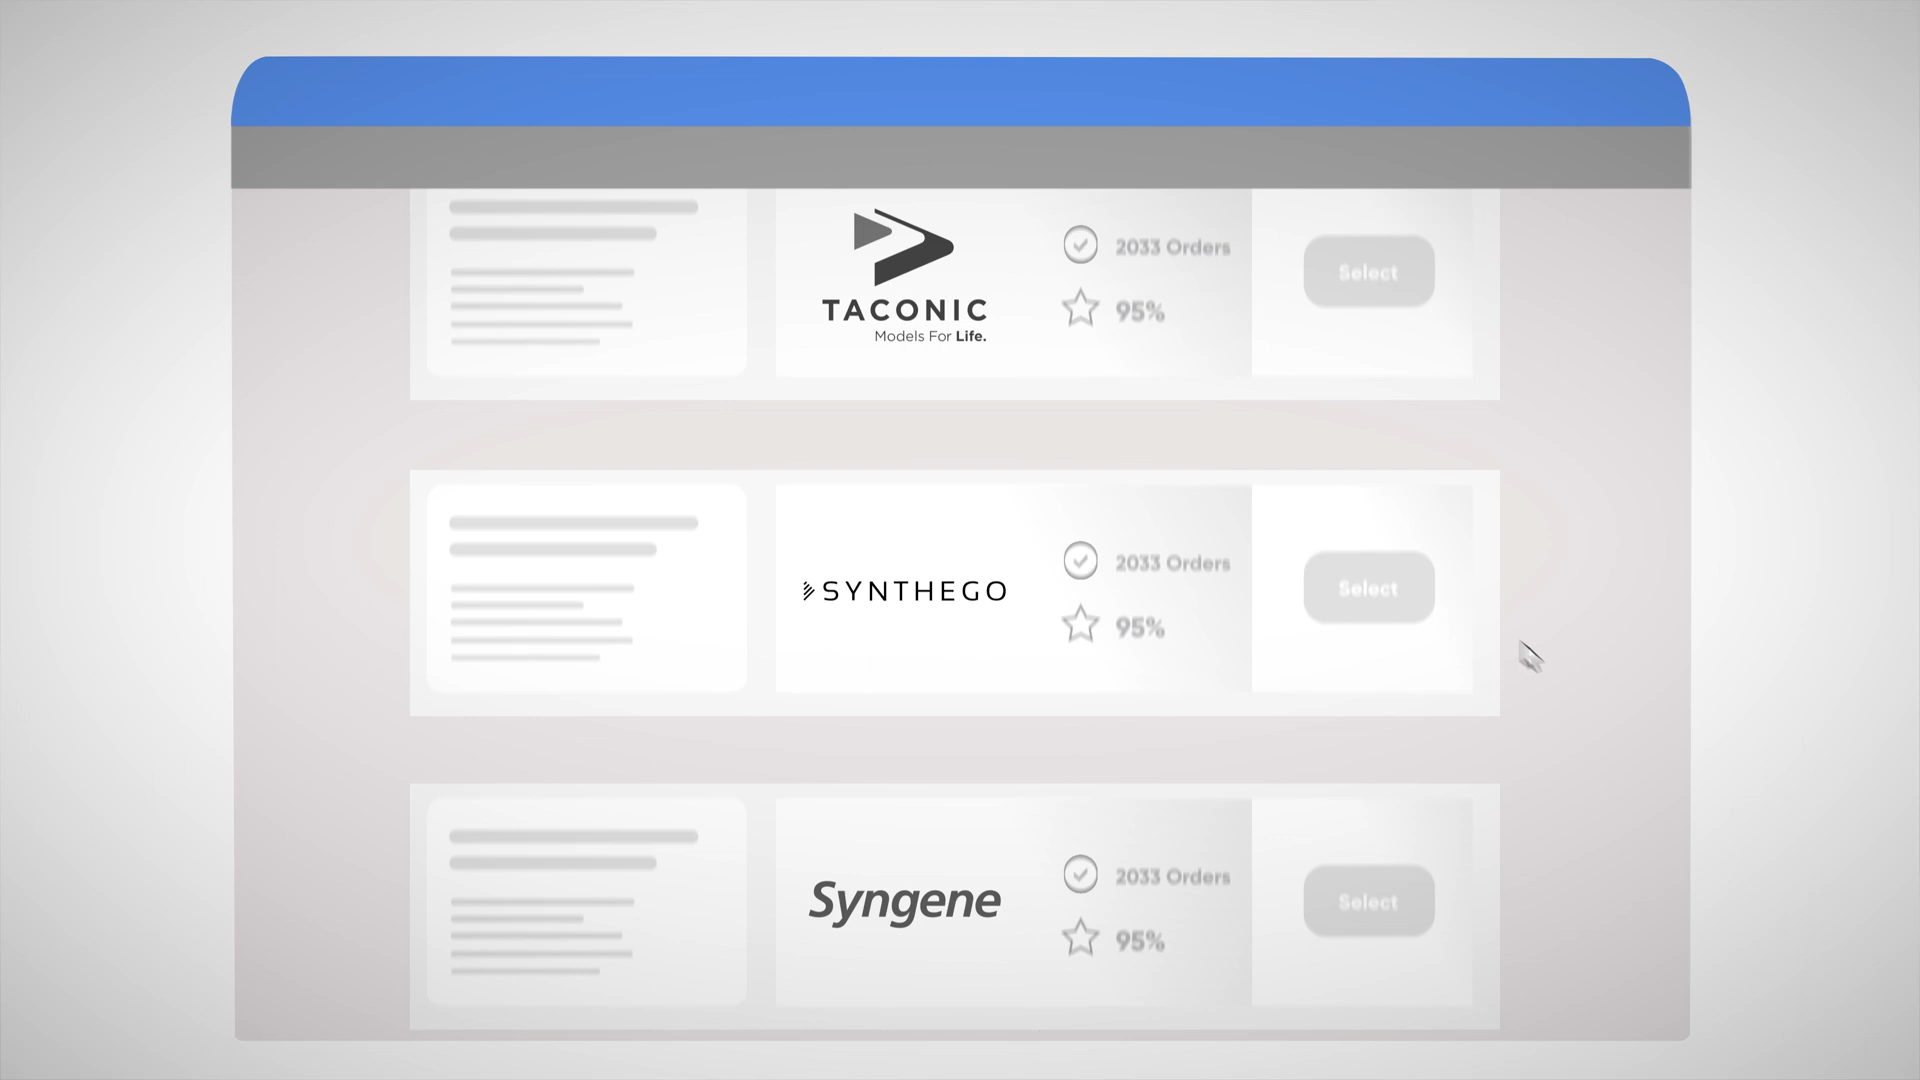 TACONIC
Models For Life.
2033 Orders
95%
Select
SYNTHEGO
2033 Orders
95%
Select
Syngene
2033 Orders
95%
Select